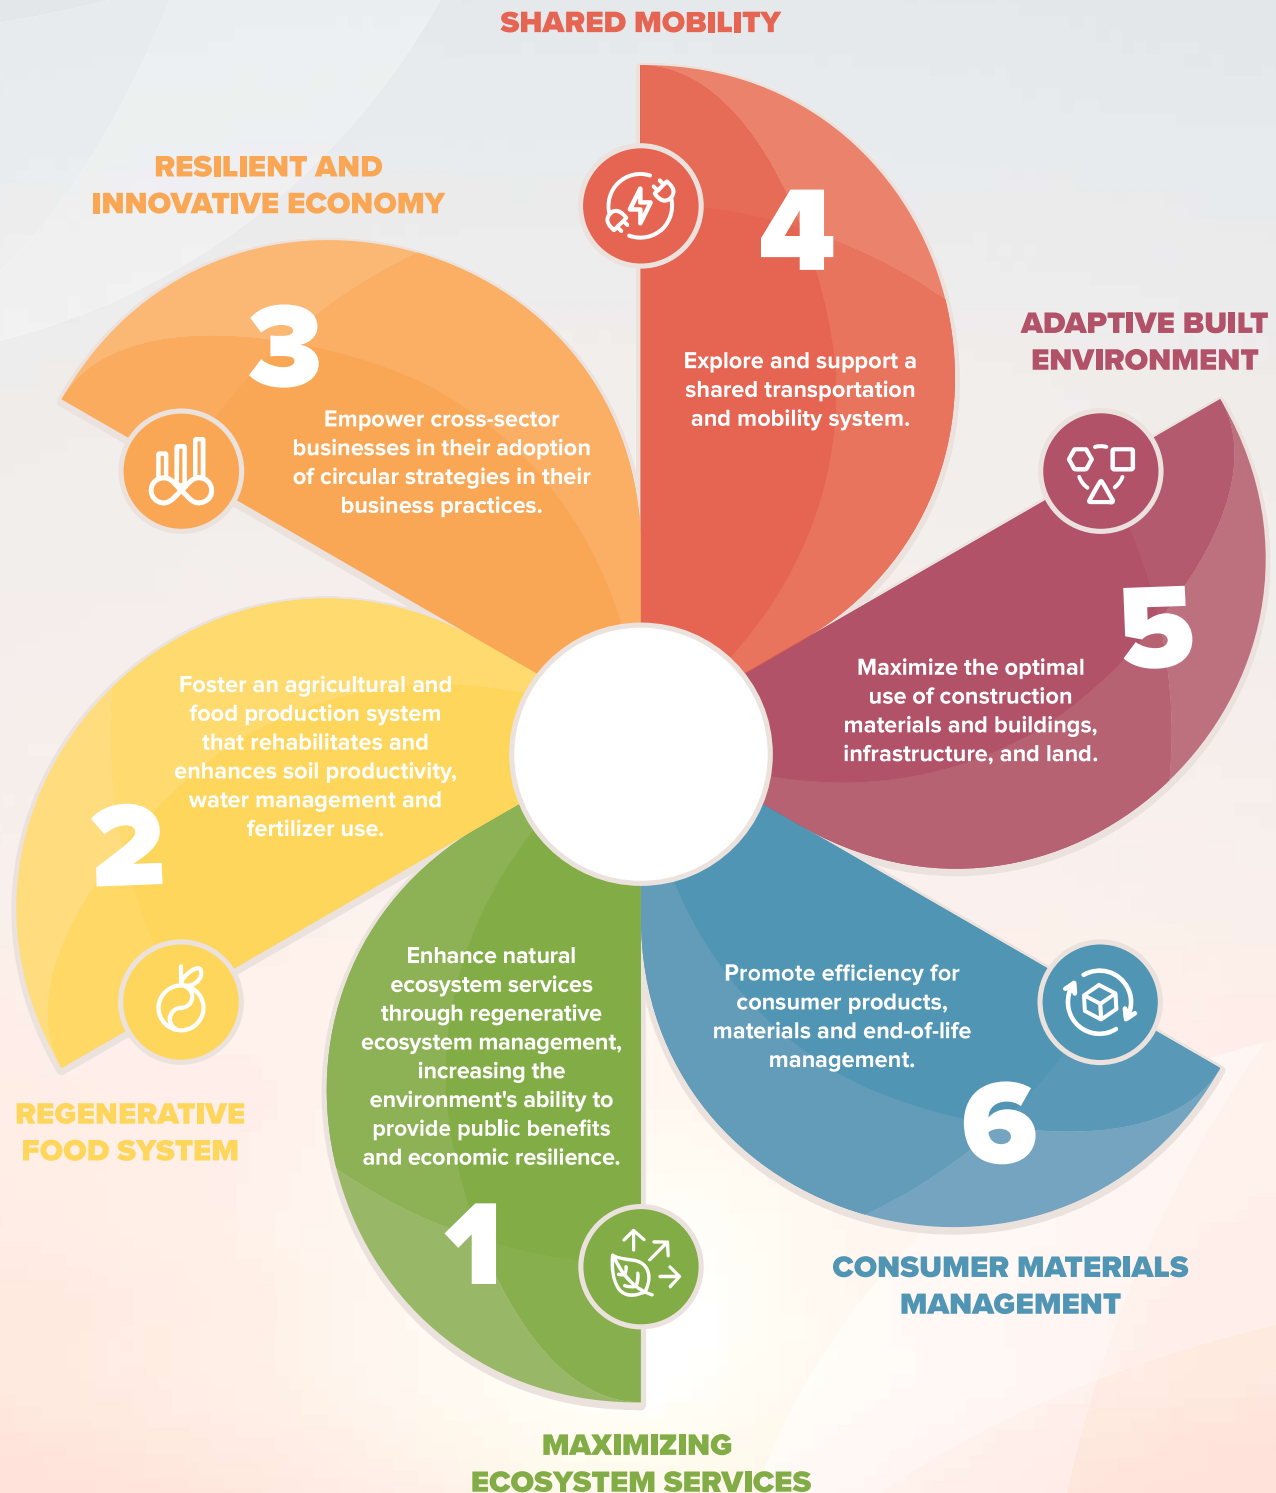 SHARED MOBILITY
4
Explore and support a
shared transportation
and mobility system.
RESILIENT AND
INNOVATIVE ECONOMY
3
Empower cross-sector
businesses in their adoption
of circular strategies in their
business practices.
ADAPTIVE BUILT
ENVIRONMENT
5
Maximize the optimal
use of construction
materials and buildings,
infrastructure, and land.
Foster an agricultural and
food production system
that rehabilitates and
enhances soil productivity,
water management and
fertilizer use.
2
REGENERATIVE
FOOD SYSTEM
Enhance natural
ecosystem services
through regenerative
ecosystem management,
increasing the
environment's ability to
provide public benefits
and economic resilience.
1
MAXIMIZING
ECOSYSTEM SERVICES
Promote efficiency for
consumer products,
materials and end-of-life
management.
6
CONSUMER MATERIALS
MANAGEMENT